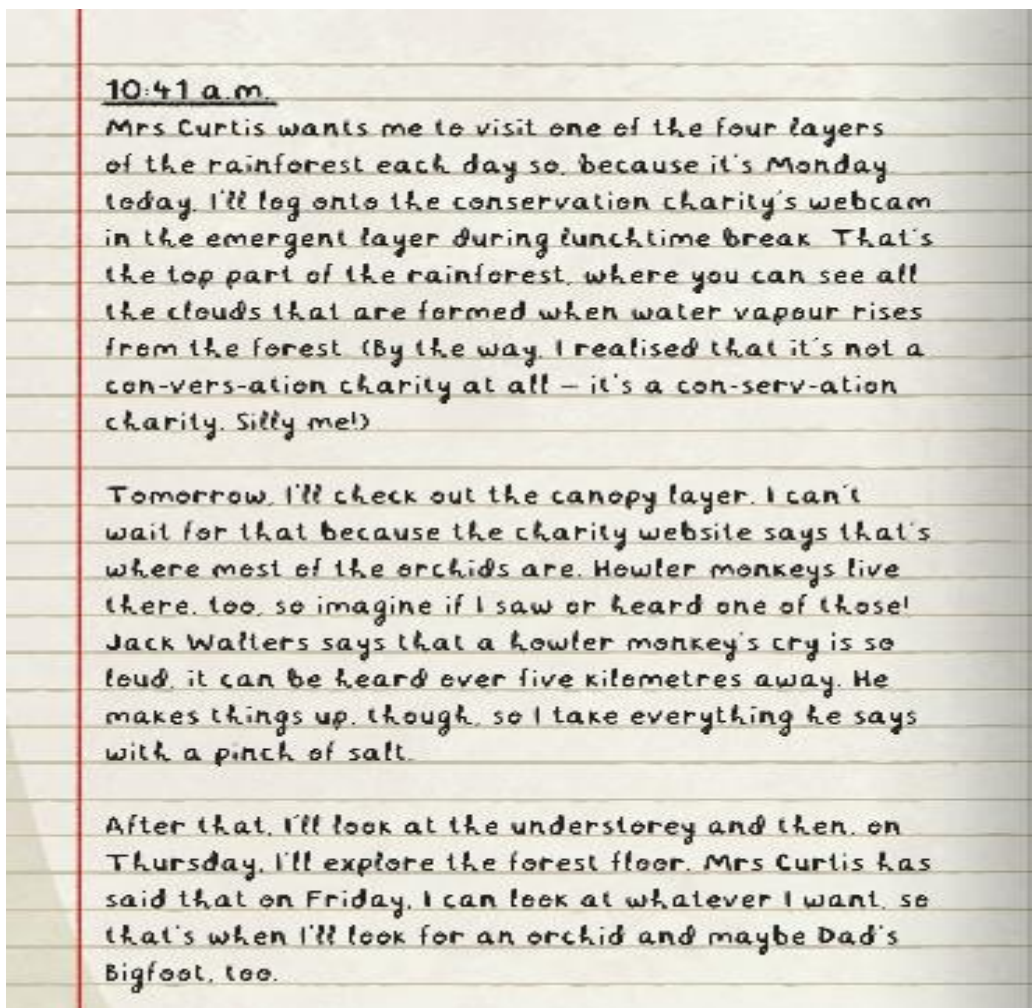 10:41 a.m.
Mrs Curtis wants me to visit one of the four layers
of the rainforest each day so, because it's Monday
today, I'll log onto the conservation charity's webcam
in the emergent layer during lunchtime break. That's
the top part of the rainforest, where you can see all
the clouds that are formed when water vapour rises
from the forest. (By the way, I realised that it's not a
con-vers-ation charity at all – it's a con-serv-ation
charity. Silly me!)

Tomorrow, I'll check out the canopy layer. I can't
wait for that because the charity website says that's
where most of the orchids are. Howler monkeys live
there, too, so imagine if I saw or heard one of those!
Jack Walters says that a howler monkey's cry is so
loud, it can be heard over five kilometres away. He
makes things up, though, so I take everything he says
with a pinch of salt.

After that, I'll look at the understorey and then, on
Thursday, I'll explore the forest floor. Mrs Curtis has
said that on Friday, I can look at whatever I want, so
that's when I'll look for an orchid and maybe Dad's
Bigfoot, too.